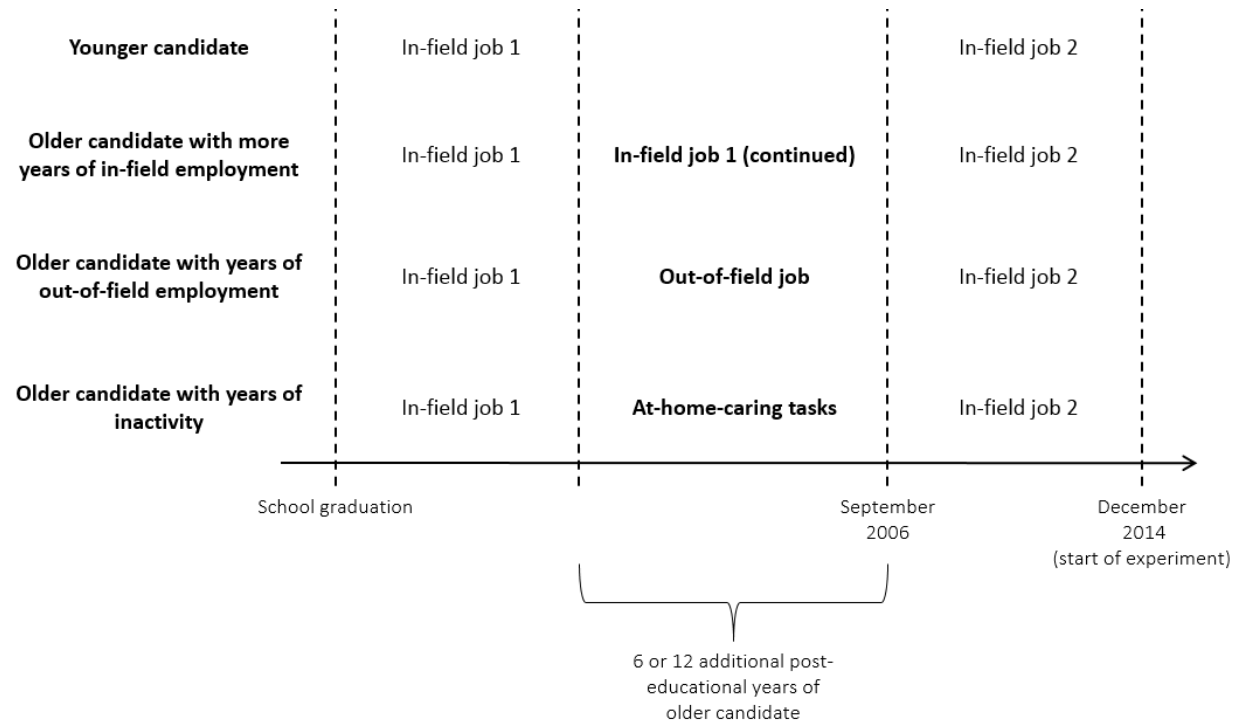 Younger candidate
In-field job 1
In-field job 2
Older candidate with more
years of in-field employment
In-field job 1
In-field job 1 (continued)
In-field job 2
Older candidate with years of
out-of-field employment
In-field job 1
Out-of-field job
In-field job 2
Older candidate with years of
inactivity
In-field job 1
At-home-caring tasks
In-field job 2
School graduation
September
2006
December
2014
(start of experiment)
6 or 12 additional post-
educational years of
older candidate